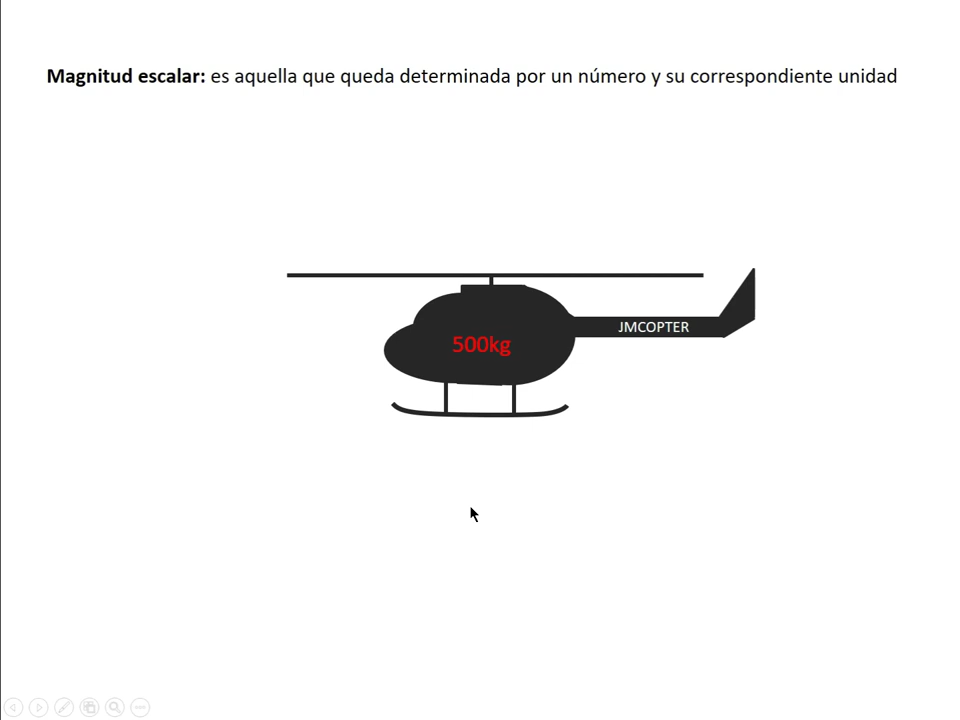 Magnitud escalar: es aquella que queda determinada por un número y su correspondiente unidad
JMCOPTER
500kg